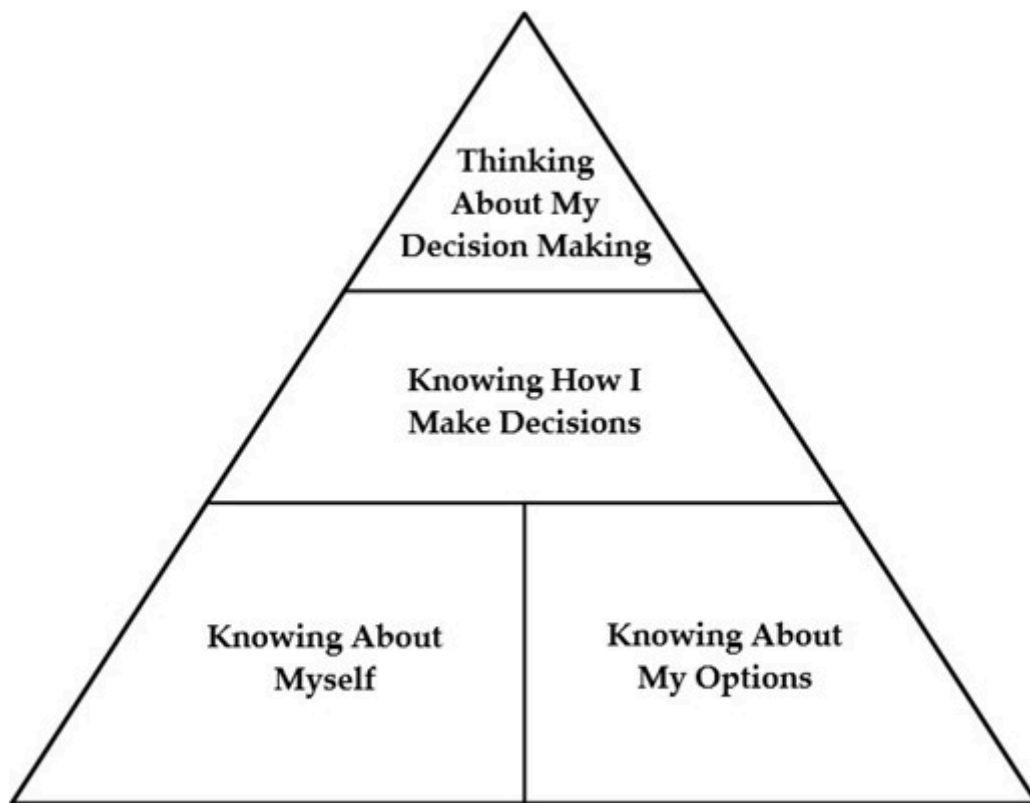 Thinking
About My
Decision Making
Knowing How I
Make Decisions
Knowing About
Myself
Knowing About
My Options